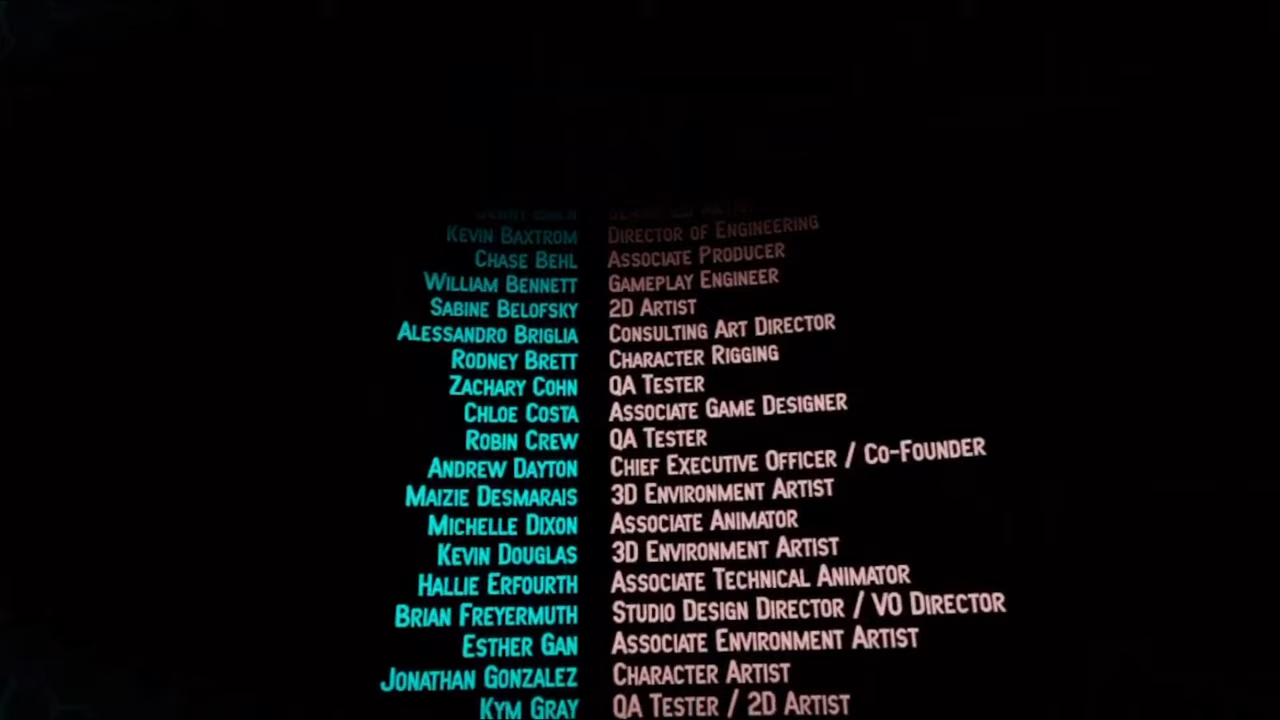 Kevin Baxtrom Director of Engineering
Chase Behl Associate Producer
William Bennett Gameplay Engineer
Sabine Belofsky 2D Artist
Alessandro Briglia Consulting Art Director
Rodney Brett Character Rigging
Zachary Cohn QA Tester
Chloe Costa Associate Game Designer
Robin Crew QA Tester
Andrew Dayton Chief Executive Officer / Co-Founder
Maizie Desmarais 3D Environment Artist
Michelle Dixon Associate Animator
Kevin Douglas 3D Environment Artist
Hallie Erfourth Associate Technical Animator
Brian Freyermuth Studio Design Director / VO Director
Esther Gan Associate Environment Artist
Jonathan Gonzalez Character Artist
Kym Gray QA Tester / 2D Artist